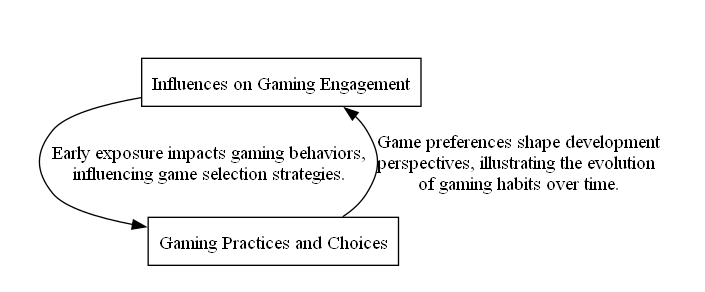 Influences on Gaming Engagement
Early exposure impacts gaming behaviors,
influencing game selection strategies.
Game preferences shape development
perspectives, illustrating the evolution
of gaming habits over time.
Gaming Practices and Choices